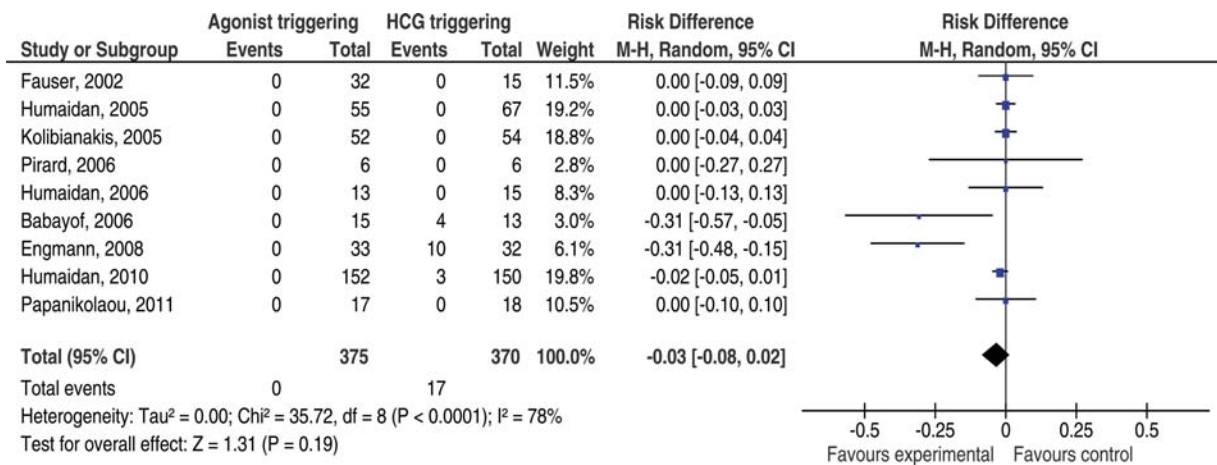 Agonist triggering HCG triggering Risk Difference Risk Difference
Study or Subgroup Events Total Events Total Weight M-H, Random, 95% CI M-H, Random, 95% CI
Fauser, 2002 0 32 0 15 11.5% 0.00 [-0.09, 0.09]
Humaidan, 2005 0 55 0 67 19.2% 0.00 [-0.03, 0.03]
Kolibianakis, 2005 0 52 0 54 18.8% 0.00 [-0.04, 0.04]
Pirard, 2006 0 6 0 6 2.8% 0.00 [-0.27, 0.27]
Humaidan, 2006 0 13 0 15 8.3% 0.00 [-0.13, 0.13]
Babayof, 2006 0 15 4 13 3.0% -0.31 [-0.57, -0.05]
Engmann, 2008 0 33 10 32 6.1% -0.31 [-0.48, -0.15]
Humaidan, 2010 0 152 3 150 19.8% -0.02 [-0.05, 0.01]
Papanikolaou, 2011 0 17 0 18 10.5% 0.00 [-0.10, 0.10]
Total (95% CI) 375 370 100.0% -0.03 [-0.08, 0.02]
Total events 0 17
Heterogeneity: Tau² = 0.00; Chi² = 35.72, df = 8 (P < 0.0001); I² = 78%
Test for overall effect: Z = 1.31 (P = 0.19)
-0.5 -0.25 0 0.25 0.5
Favours experimental Favours control